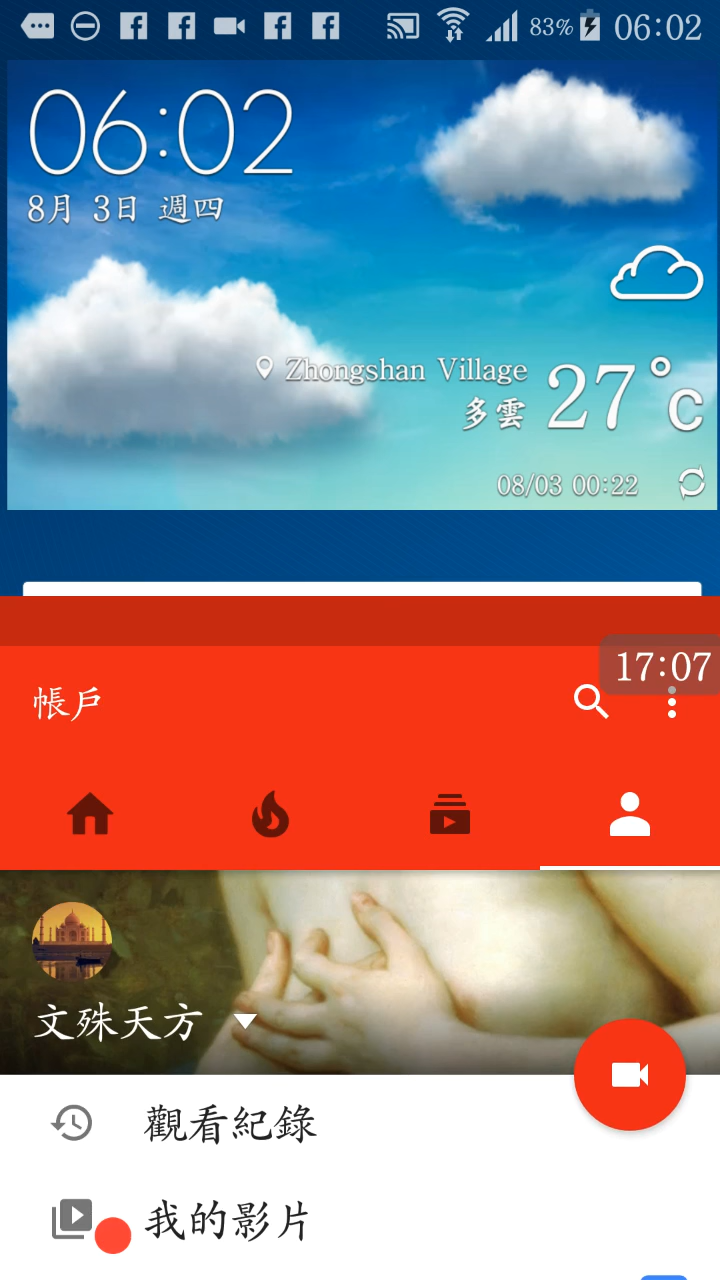 83% 06:02
06:02
8月 3日 週四
Zhongshan Village
多雲 27°C
08/03 00:22
17:07
帳戶
文殊天方
觀看紀錄
我的影片